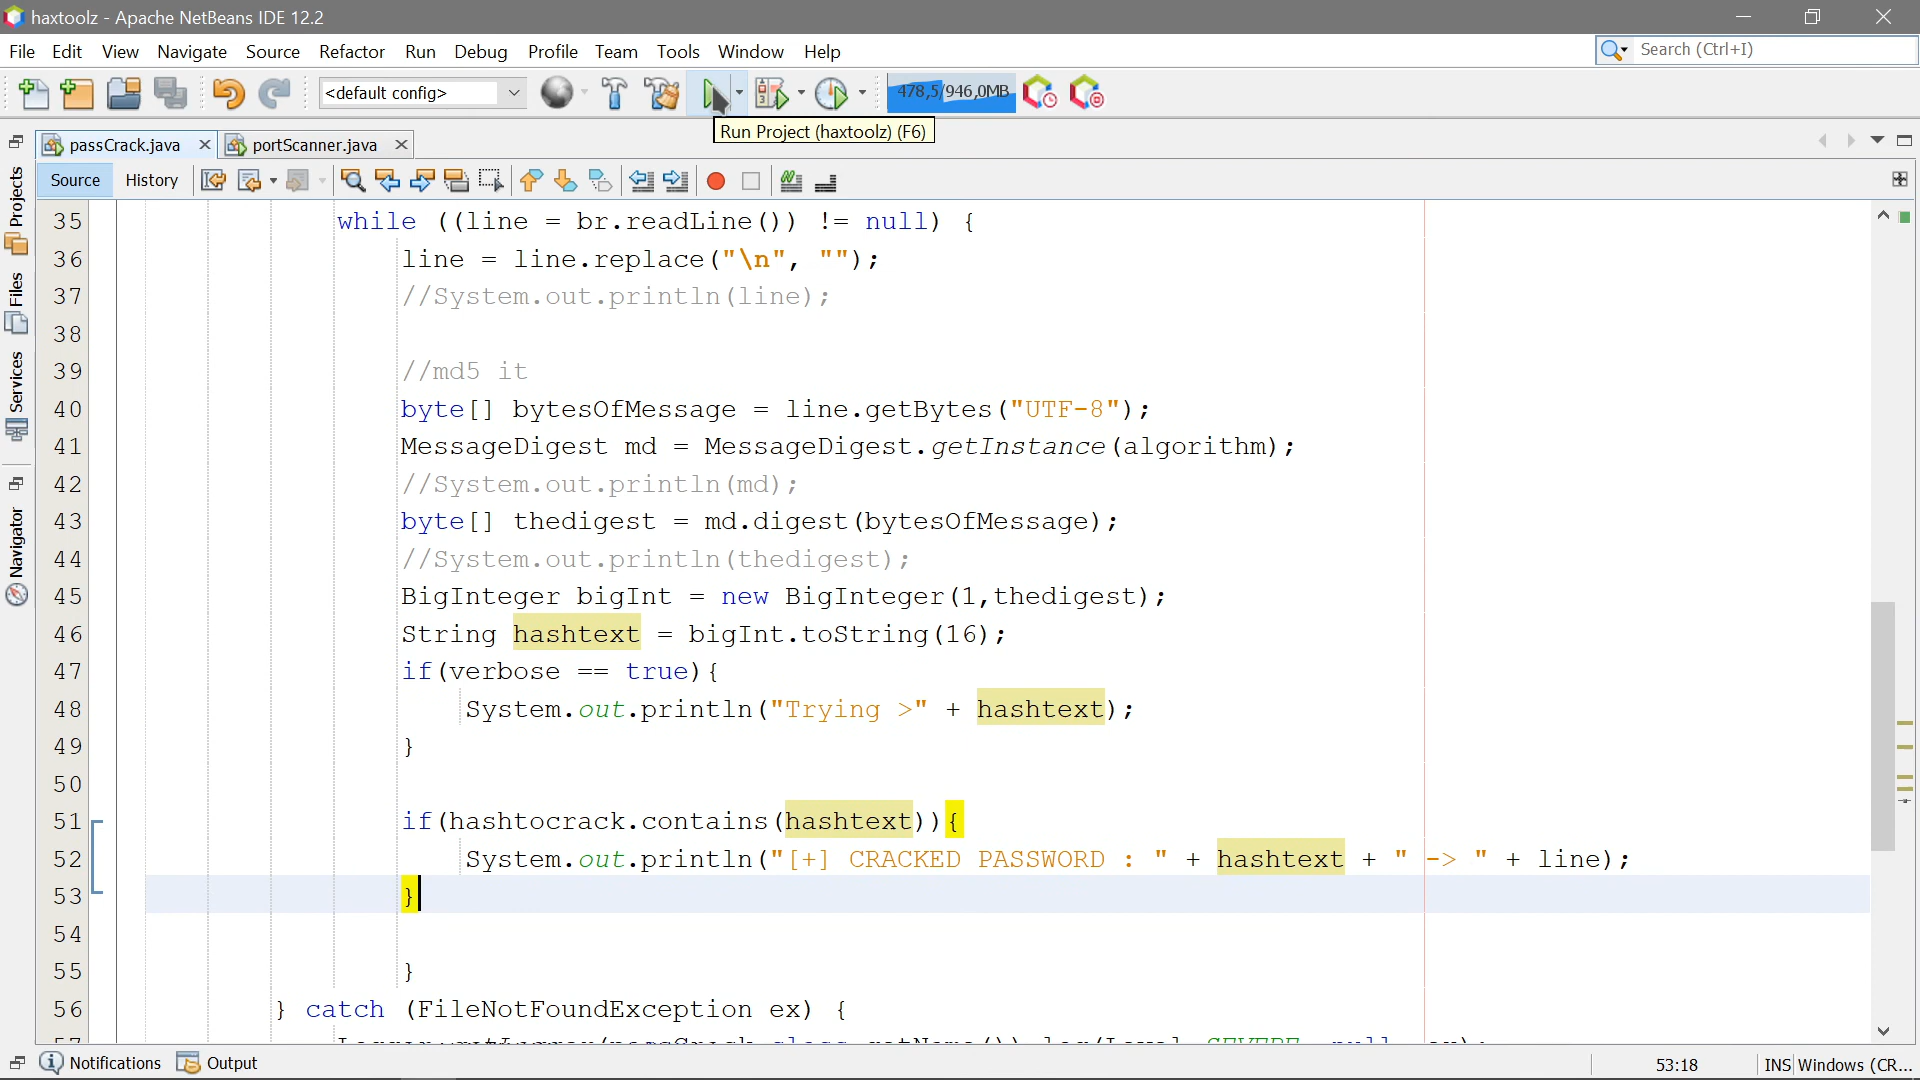 haxtoolz - Apache NetBeans IDE 12.2
File Edit View Navigate Source Refactor Run Debug Profile Team Tools Window Help
Search (Ctrl+I)
<default config>
478,5/946,0MB
Run Project (haxtoolz) (F6)
passCrack.java
portScanner.java
Source History
Projects
Files
Services
Navigator
35 while ((line = br.readLine()) != null) {
36 line = line.replace("\n", "");
37 //System.out.println(line);
38
39 //md5 it
40 byte[] bytesOfMessage = line.getBytes("UTF-8");
41 MessageDigest md = MessageDigest.getInstance(algorithm);
42 //System.out.println(md);
43 byte[] thedigest = md.digest(bytesOfMessage);
44 //System.out.println(thedigest);
45 BigInteger bigInt = new BigInteger(1,thedigest);
46 String hashtext = bigInt.toString(16);
47 if(verbose == true){
48 System.out.println("Trying >" + hashtext);
49 }
50
51 if(hashtocrack.contains(hashtext)){
52 System.out.println("[+] CRACKED PASSWORD : " + hashtext + " -> " + line);
53 }
54
55 }
56 } catch (FileNotFoundException ex) {
Notifications Output
53:18 INS Windows (CR...